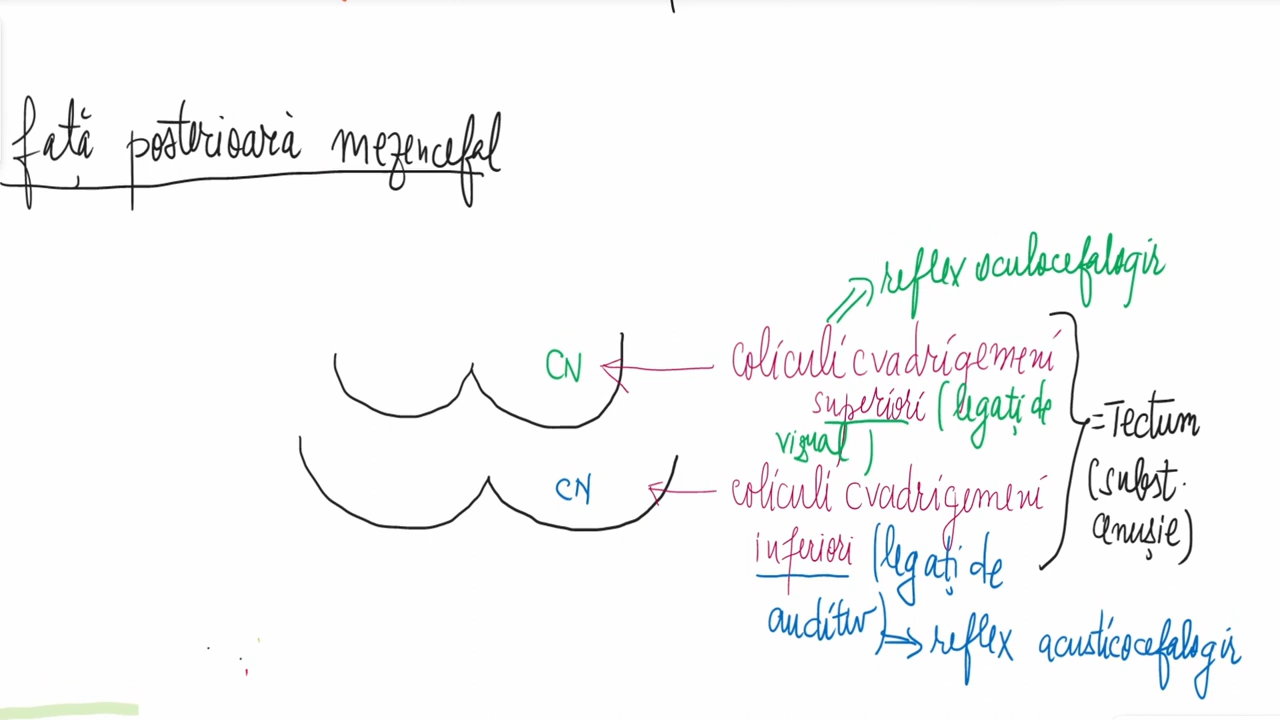 față posterioară mezencefal
reflex oculocefalogir
CN
coliculi cvadrigemeni
superiori (legați de
vizual)
= Tectum
(subst.
cenușie)
CN
coliculi cvadrigemeni
inferiori (legați de
auditiv)
reflex acusticocefalogir